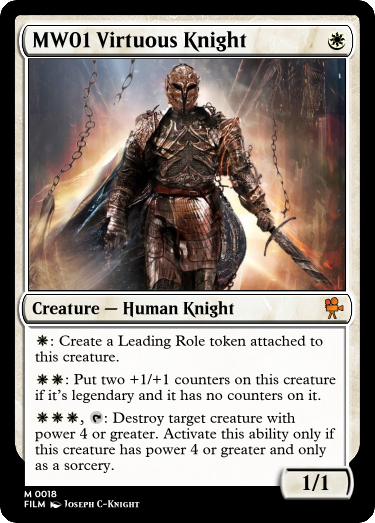 MW01 Virtuous Knight
Creature — Human Knight
: Create a Leading Role token attached to
this creature.
: Put two +1/+1 counters on this creature
if it's legendary and it has no counters on it.
, : Destroy target creature with
power 4 or greater. Activate this ability only if
this creature has power 4 or greater and only
as a sorcery.
1/1
M 0018
FILM Joseph C-Knight